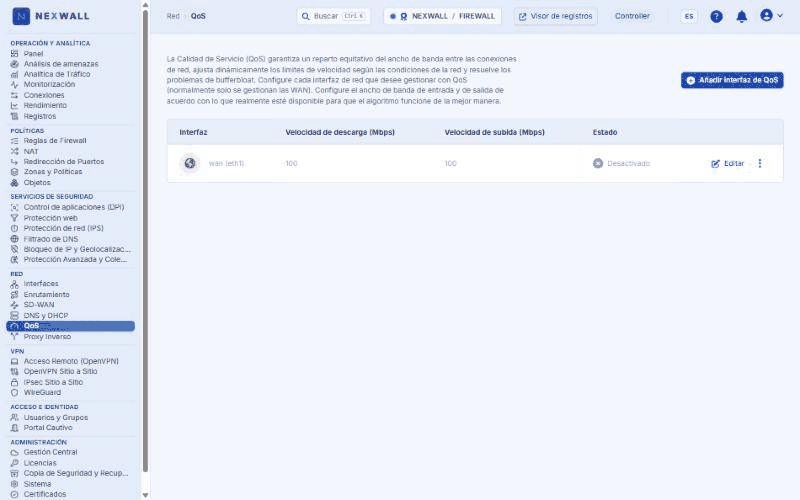 NEXWALL
Red › QoS
Buscar Ctrl K
NEXWALL / FIREWALL
Visor de registros
Controller
ES
OPERACIÓN Y ANALÍTICA
Panel
Análisis de amenazas
Analítica de Tráfico
Monitorización
Conexiones
Rendimiento
Registros
POLÍTICAS
Reglas de Firewall
NAT
Redirección de Puertos
Zonas y Políticas
Objetos
SERVICIOS DE SEGURIDAD
Control de aplicaciones (DPI)
Protección web
Protección de red (IPS)
Filtrado de DNS
Bloqueo de IP y Geolocalizac...
Protección Avanzada y Cole...
RED
Interfaces
Enrutamiento
SD-WAN
DNS y DHCP
QoS
Proxy Inverso
VPN
Acceso Remoto (OpenVPN)
OpenVPN Sitio a Sitio
IPsec Sitio a Sitio
WireGuard
ACCESO E IDENTIDAD
Usuarios y Grupos
Portal Cautivo
ADMINISTRACIÓN
Gestión Central
Licencias
Copia de Seguridad y Recup...
Sistema
Certificados
La Calidad de Servicio (QoS) garantiza un reparto equitativo del ancho de banda entre las conexiones
de red, ajusta dinámicamente los límites de velocidad según las condiciones de la red y resuelve los
problemas de bufferbloat. Configure cada interfaz de red que desee gestionar con QoS
(normalmente solo se gestionan las WAN). Configure el ancho de banda de entrada y de salida de
acuerdo con lo que realmente esté disponible para que el algoritmo funcione de la mejor manera.
Añadir interfaz de QoS
Interfaz Velocidad de descarga (Mbps) Velocidad de subida (Mbps) Estado
wan (eth1) 100 100 Desactivado Editar